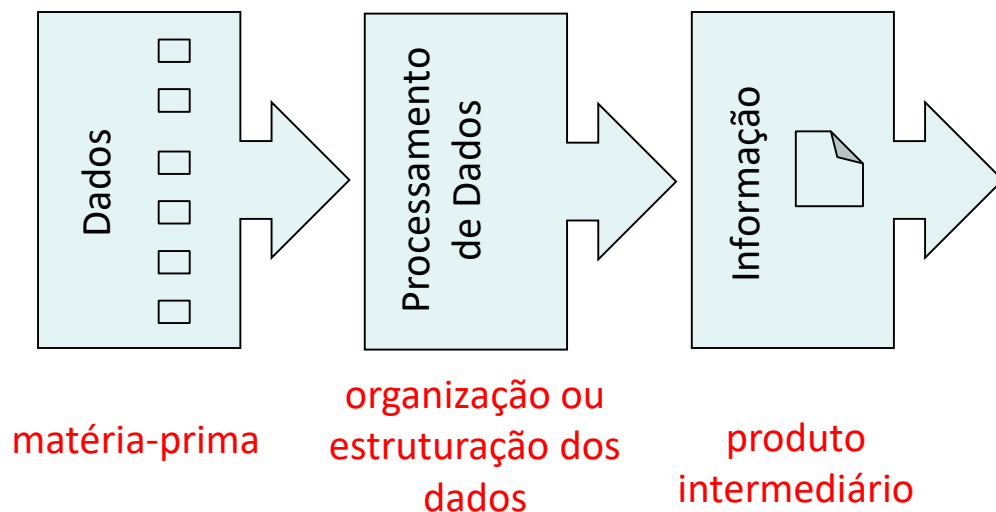 Dados
Processamento
de Dados
Informação
matéria-prima
organização ou
estruturação dos
dados
produto
intermediário